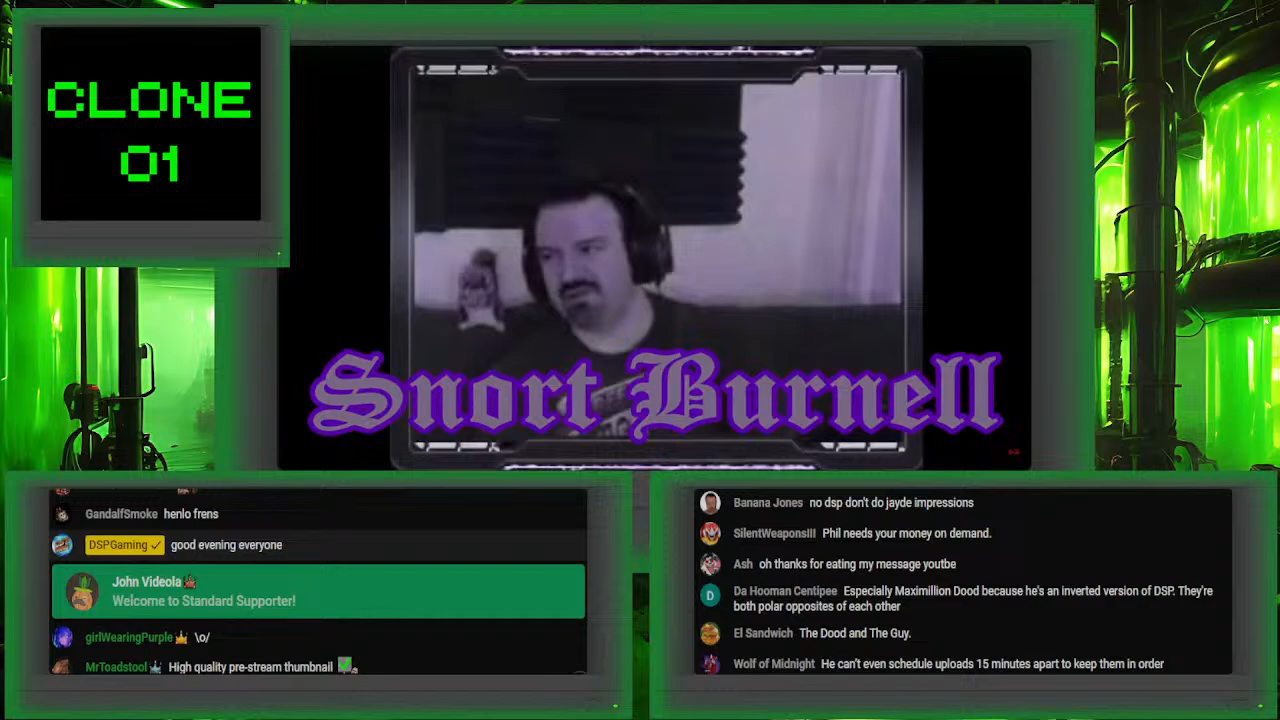 CLONE
01
Snort Burnell
GandalfSmoke henlo frens
DSPGaming good evening everyone
John Videola
Welcome to Standard Supporter!
girlWearingPurple \o/
MrToadstool High quality pre-stream thumbnail
Banana Jones no dsp don't do jayde impressions
SilentWeaponsIII Phil needs your money on demand.
Ash oh thanks for eating my message youtbe
D Da Hooman Centipee Especially Maximillion Dood because he's an inverted version of DSP. They're
both polar opposites of each other
El Sandwich The Dood and The Guy.
Wolf of Midnight He can't even schedule uploads 15 minutes apart to keep them in order